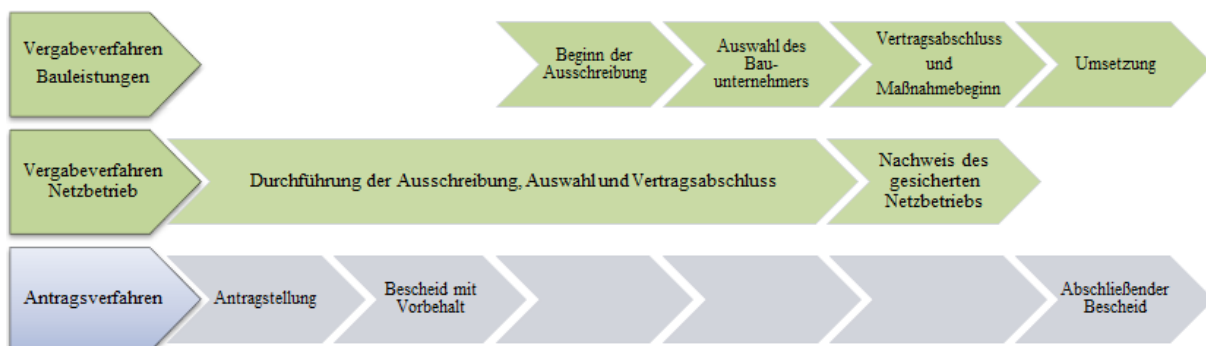 Vergabeverfahren
Bauleistungen
Beginn der
Ausschreibung
Auswahl des
Bau-
unternehmers
Vertragsabschluss
und
Maßnahmebeginn
Umsetzung
Vergabeverfahren
Netzbetrieb
Durchführung der Ausschreibung, Auswahl und Vertragsabschluss
Nachweis des
gesicherten
Netzbetriebs
Antragsverfahren
Antragstellung
Bescheid mit
Vorbehalt
Abschließender
Bescheid